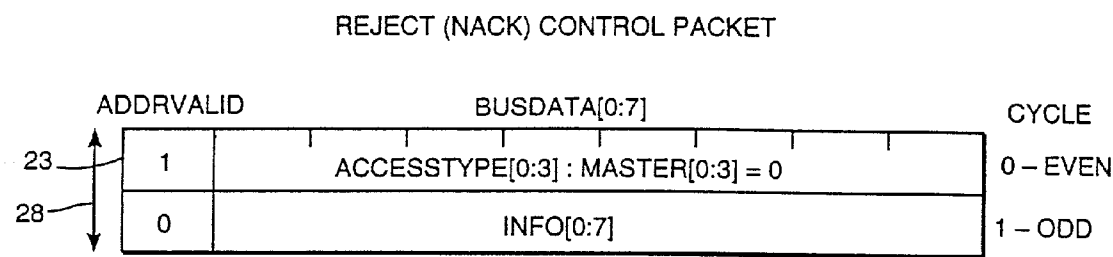 REJECT (NACK) CONTROL PACKET
ADDRVALID BUSDATA[0:7] CYCLE
23 1 ACCESSTYPE[0:3] : MASTER[0:3] = 0 0 – EVEN
28 0 INFO[0:7] 1 – ODD